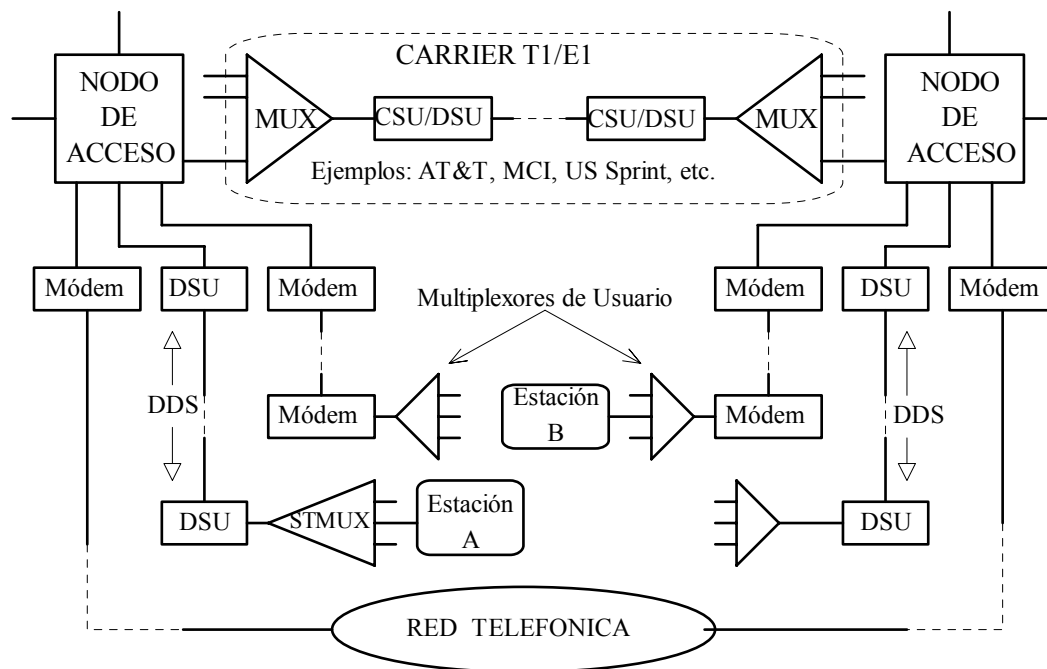 CARRIER T1/E1
NODO
DE
ACCESO
MUX
CSU/DSU
CSU/DSU
MUX
Ejemplos: AT&T, MCI, US Sprint, etc.
NODO
DE
ACCESO
Módem
DSU
Módem
Multiplexores de Usuario
Módem
DSU
Módem
DDS
Módem
Estación
B
Módem
DDS
DSU
STMUX
Estación
A
DSU
RED TELEFONICA